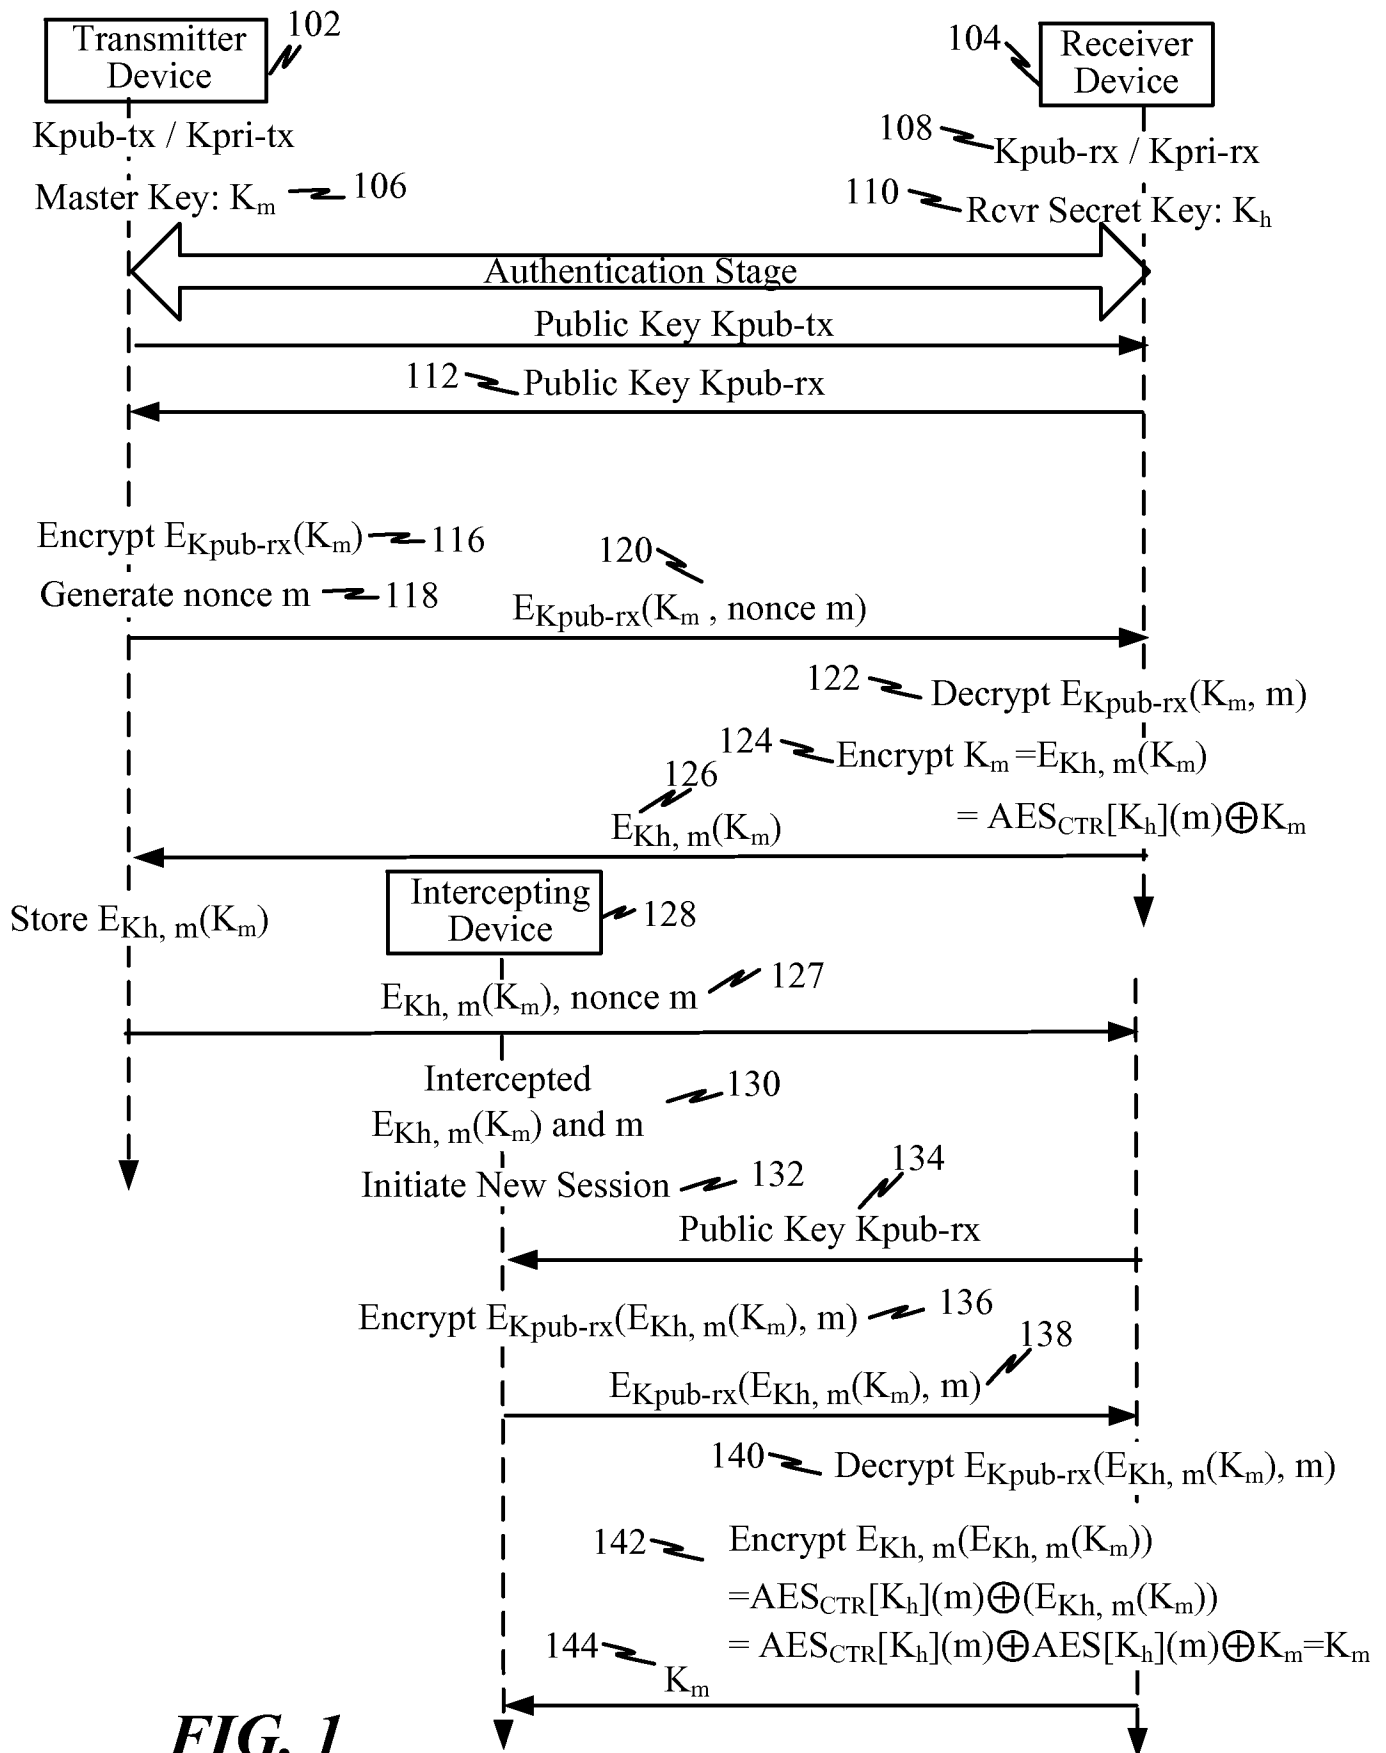 Transmitter
Device
102
104
Receiver
Device
Kpub-tx / Kpri-tx
108
Kpub-rx / Kpri-rx
Master Key: Km
106
110
Rcvr Secret Key: Kh
Authentication Stage
Public Key Kpub-tx
112
Public Key Kpub-rx
Encrypt EKpub-rx(Km)
116
120
Generate nonce m
118
EKpub-rx(Km , nonce m)
122
Decrypt EKpub-rx(Km, m)
124
Encrypt Km=EKh, m(Km)
126
= AESCTR[Kh](m)⊕Km
EKh, m(Km)
Store EKh, m(Km)
Intercepting
Device
128
127
EKh, m(Km), nonce m
Intercepted
EKh, m(Km) and m
130
Initiate New Session
132
134
Public Key Kpub-rx
Encrypt EKpub-rx(EKh, m(Km), m)
136
138
EKpub-rx(EKh, m(Km), m)
140
Decrypt EKpub-rx(EKh, m(Km), m)
142
Encrypt EKh, m(EKh, m(Km))
=AESCTR[Kh](m)⊕(EKh, m(Km))
= AESCTR[Kh](m)⊕AES[Kh](m)⊕Km=Km
144
Km
FIG. 1